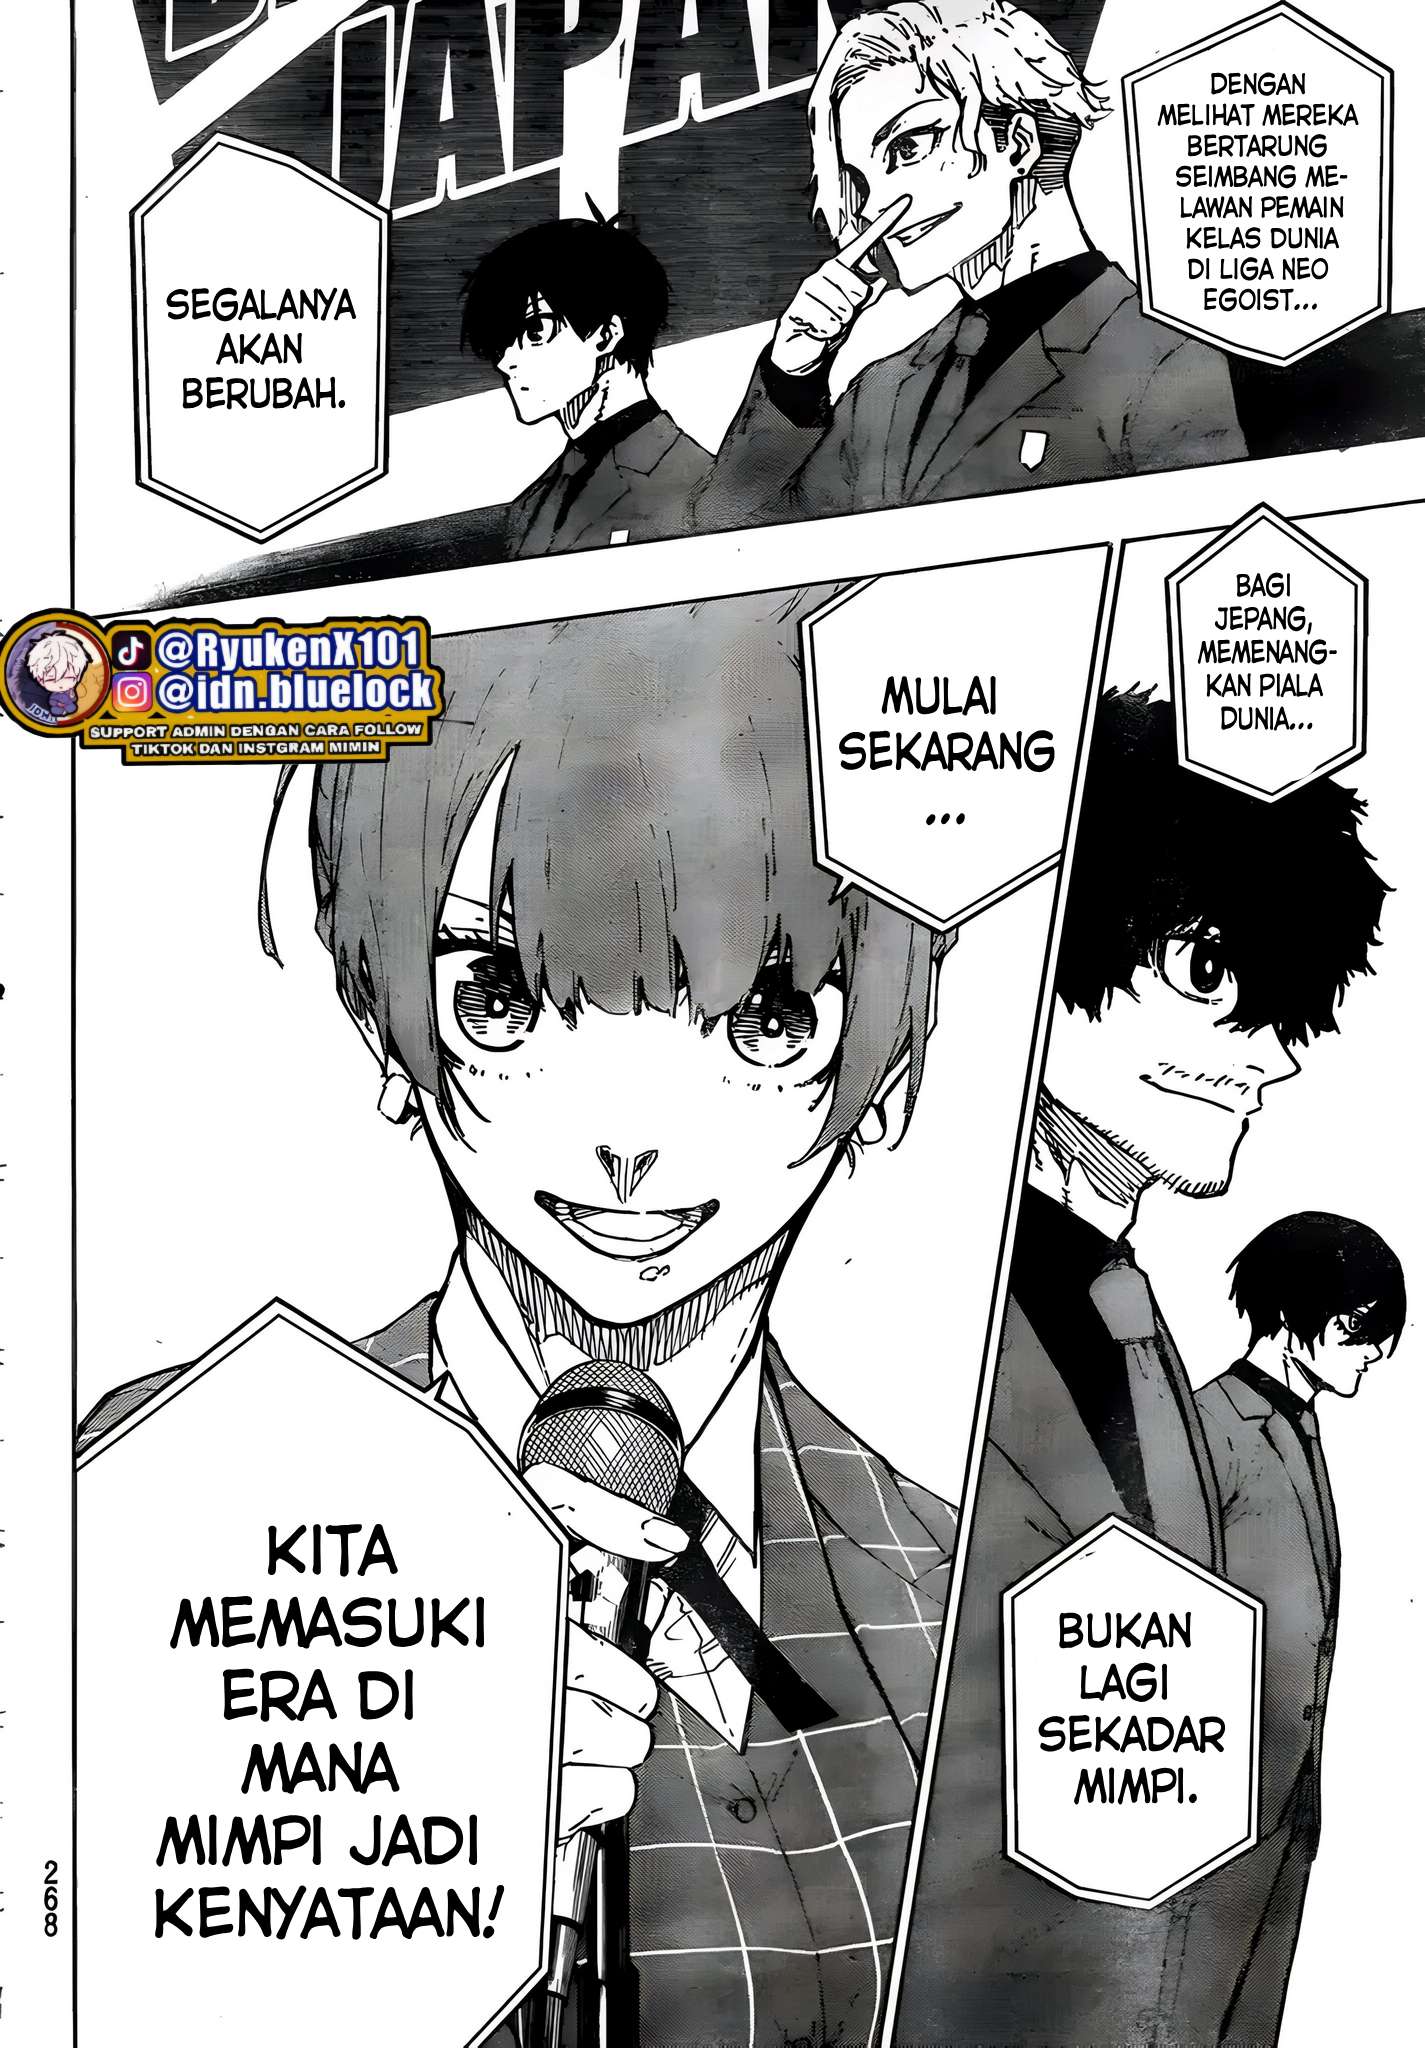 JAPAN
DENGAN
MELIHAT MEREKA
BERTARUNG
SEIMBANG ME-
LAWAN PEMAIN
KELAS DUNIA
DI LIGA NEO
EGOIST...
SEGALANYA
AKAN
BERUBAH.
BAGI
JEPANG,
MEMENANG-
KAN PIALA
DUNIA...
BUKAN
LAGI
SEKADAR
MIMPI.
MULAI
SEKARANG
...
KITA
MEMASUKI
ERA DI
MANA
MIMPI JADI
KENYATAAN!
@RyukenX101
@idn.bluelock
SUPPORT ADMIN DENGAN CARA FOLLOW
TIKTOK DAN INSTGRAM MIMIN
268